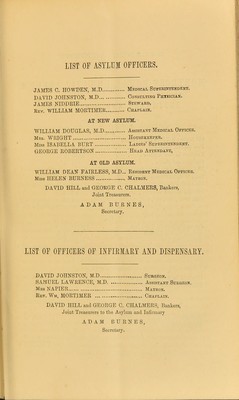 LIST OF ASYLUM OFFICERS.
JAMES C. HOWDEN, M.D............ MEDICAL SUPERINTENDENT.
DAVID JOHNSTON, M.D............... CONSULTING PHYSICIAN.
JAMES NIDDRIE........................ STEWARD,
REV. WILLIAM MORTIMER.......... CHAPLAIN.
AT NEW ASYLUM.
WILLIAM DOUGLAS, M.D............ ASSISTANT MEDICAL OFFICER.
MRS. WRIGHT........................... HOUSEKEEPER.
MISS ISABELLA BURT.................. LADIES' SUPERINTENDENT.
GEORGE ROBERTSON................. HEAD ATTENDANT,
AT OLD ASYLUM.
WILLIAM DEAN FAIRLESS, M.D... RESIDENT MEDICAL OFFICER.
MISS HELEN BURNESS................ MATRON.
DAVID HILL and GEORGE C. CHALMERS, Bankers,
Joint Treasurers.
ADAM BURNES,
Secretary.
LIST OF OFFICERS OF INFIRMARY AND DISPENSARY.
DAVID JOHNSTON, M.D..................... SURGEON.
SAMUEL LAWRENCE, M.D. ................ ASSISTANT SURGEON.
MISS NAPIER................................ MATRON.
REV. WM. MORTIMER ....................... CHAPLAIN.
DAVID HILL and GEORGE C. CHALMERS, Bankers,
Joint Treasurers to the Asylum and Infirmary
ADAM BURNES,
Secretary.